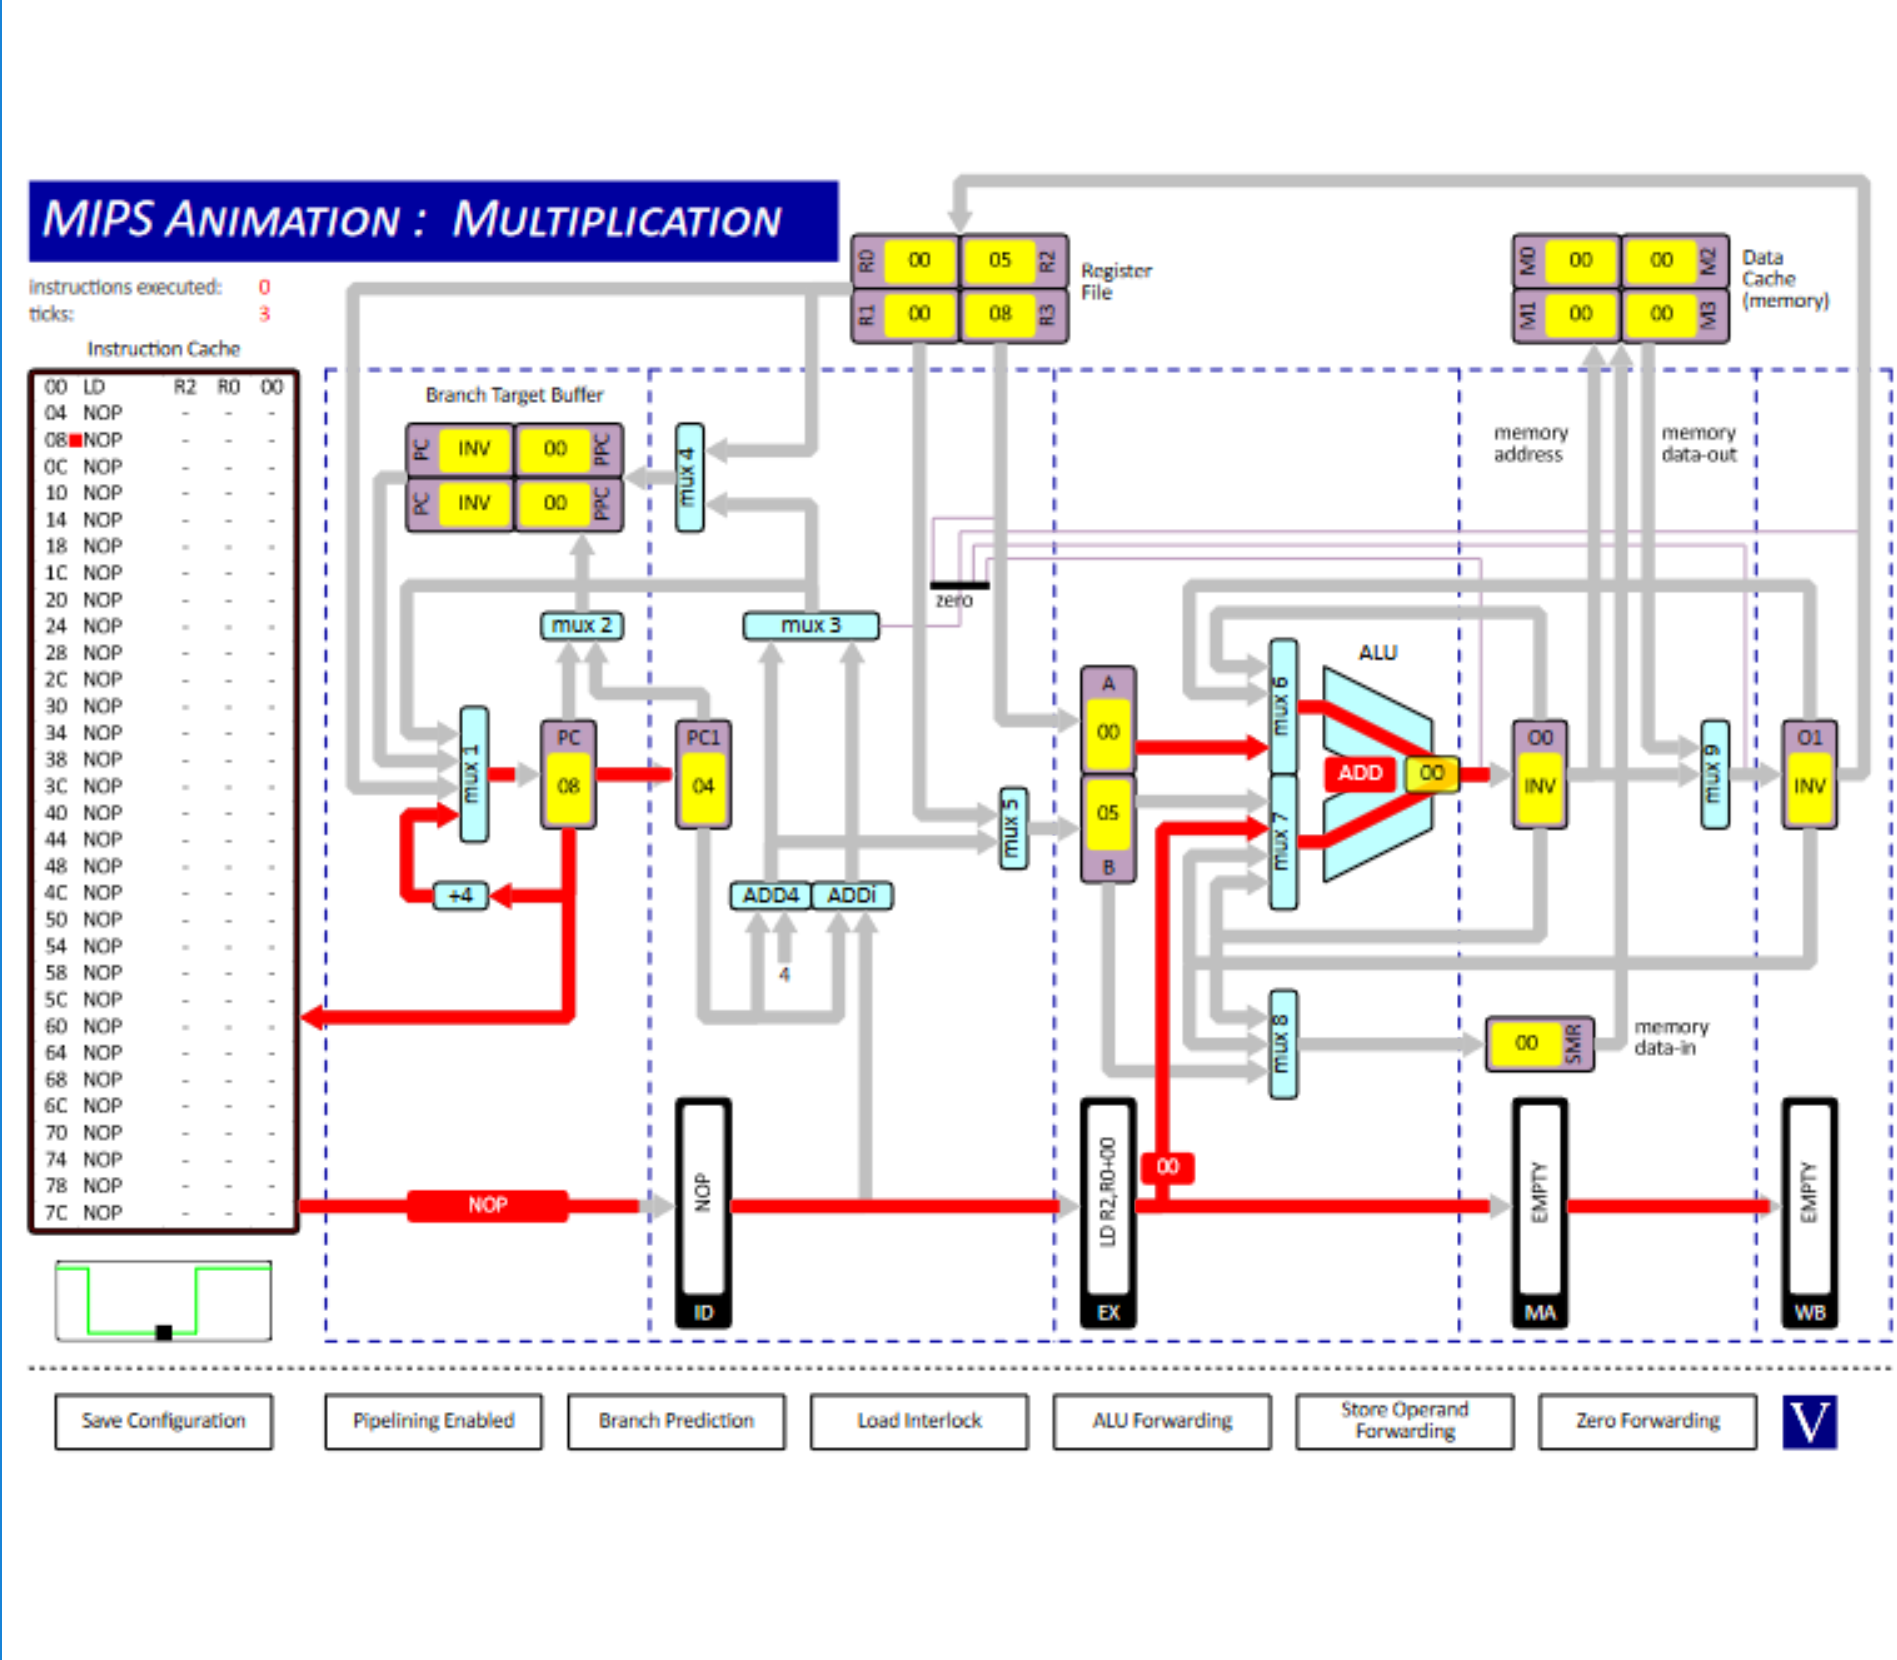 MIPS ANIMATION : MULTIPLICATION
instructions executed: 0
ticks: 3
Instruction Cache
00 LD R2 R0 00
04 NOP - - -
08 NOP - - -
0C NOP - - -
10 NOP - - -
14 NOP - - -
18 NOP - - -
1C NOP - - -
20 NOP - - -
24 NOP - - -
28 NOP - - -
2C NOP - - -
30 NOP - - -
34 NOP - - -
38 NOP - - -
3C NOP - - -
40 NOP - - -
44 NOP - - -
48 NOP - - -
4C NOP - - -
50 NOP - - -
54 NOP - - -
58 NOP - - -
5C NOP - - -
60 NOP - - -
64 NOP - - -
68 NOP - - -
6C NOP - - -
70 NOP - - -
74 NOP - - -
78 NOP - - -
7C NOP - - -
R0 00 05 R2
R1 00 08 R3
Register
File
M0 00 00 M2
M1 00 00 M3
Data
Cache
(memory)
Branch Target Buffer
PC INV 00 PPC
PC INV 00 PPC
mux 4
memory
address
memory
data-out
zero
mux 2
mux 3
mux 1
PC
08
PC1
04
+4
ADD4
ADDi
4
mux 5
A
00
05
B
mux 6
mux 7
ALU
ADD
00
O0
INV
mux 9
O1
INV
mux 8
00 SMR
memory
data-in
NOP
NOP
ID
LD R2,R0+00
EX
00
EMPTY
MA
EMPTY
WB
Save Configuration
Pipelining Enabled
Branch Prediction
Load Interlock
ALU Forwarding
Store Operand
Forwarding
Zero Forwarding
V